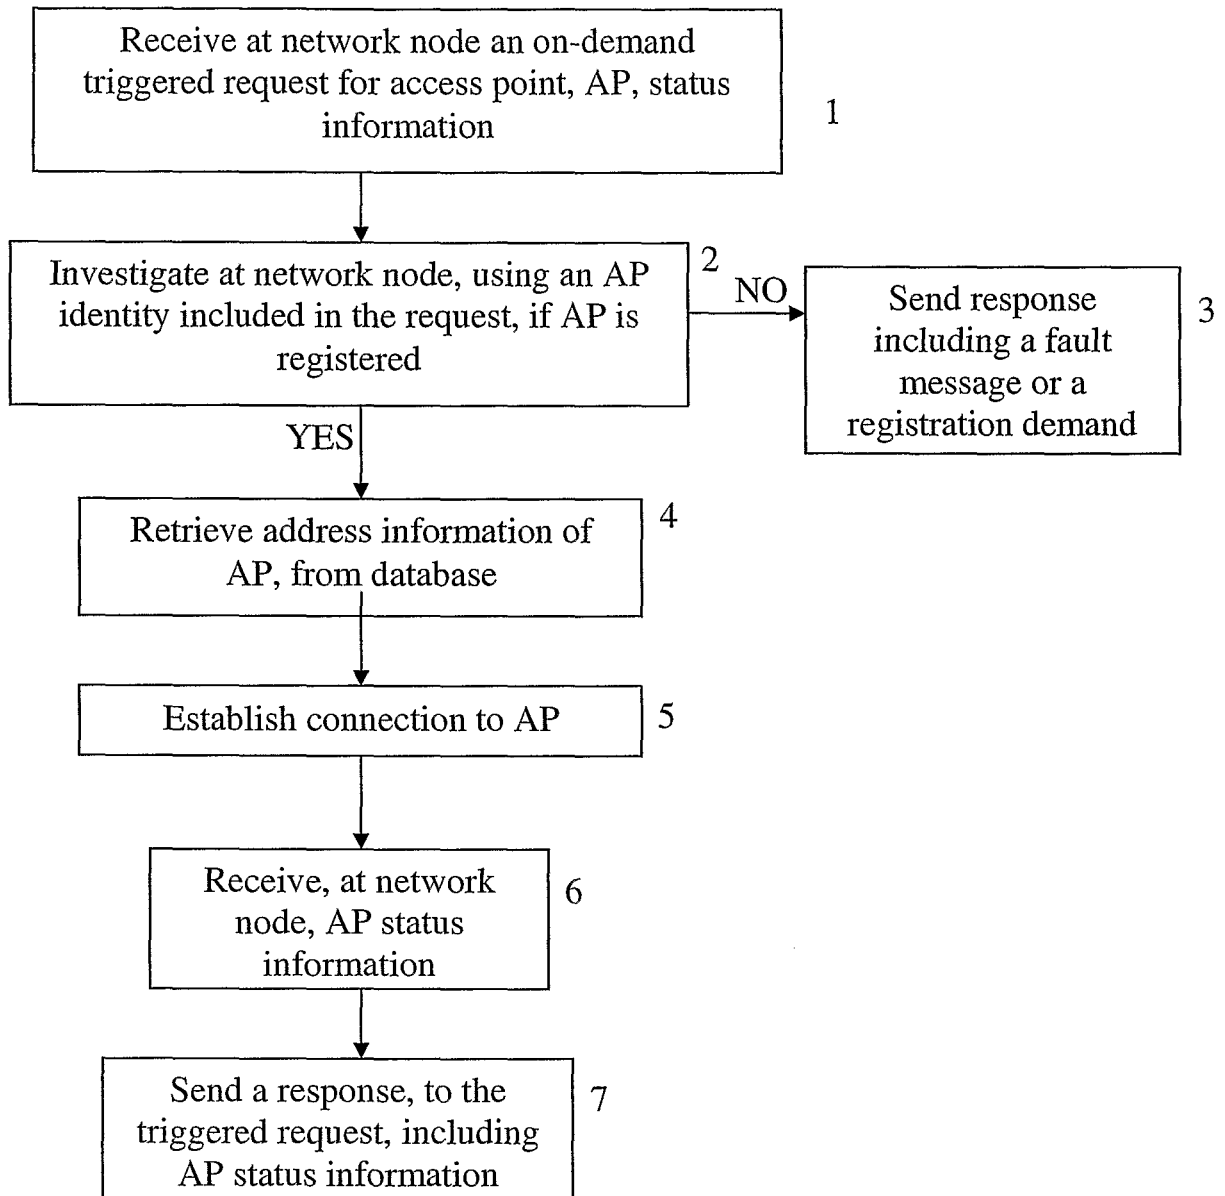 Receive at network node an on-demand
triggered request for access point, AP, status
information
1
Investigate at network node, using an AP
identity included in the request, if AP is
registered
2
NO
Send response
including a fault
message or a
registration demand
3
YES
Retrieve address information of
AP, from database
4
Establish connection to AP
5
Receive, at network
node, AP status
information
6
Send a response, to the
triggered request, including
AP status information
7